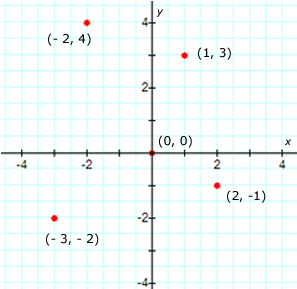 y
4
(- 2, 4)
(1, 3)
2
(0, 0)
x
-4
-2
2
4
(2, -1)
-2
(- 3, - 2)
-4